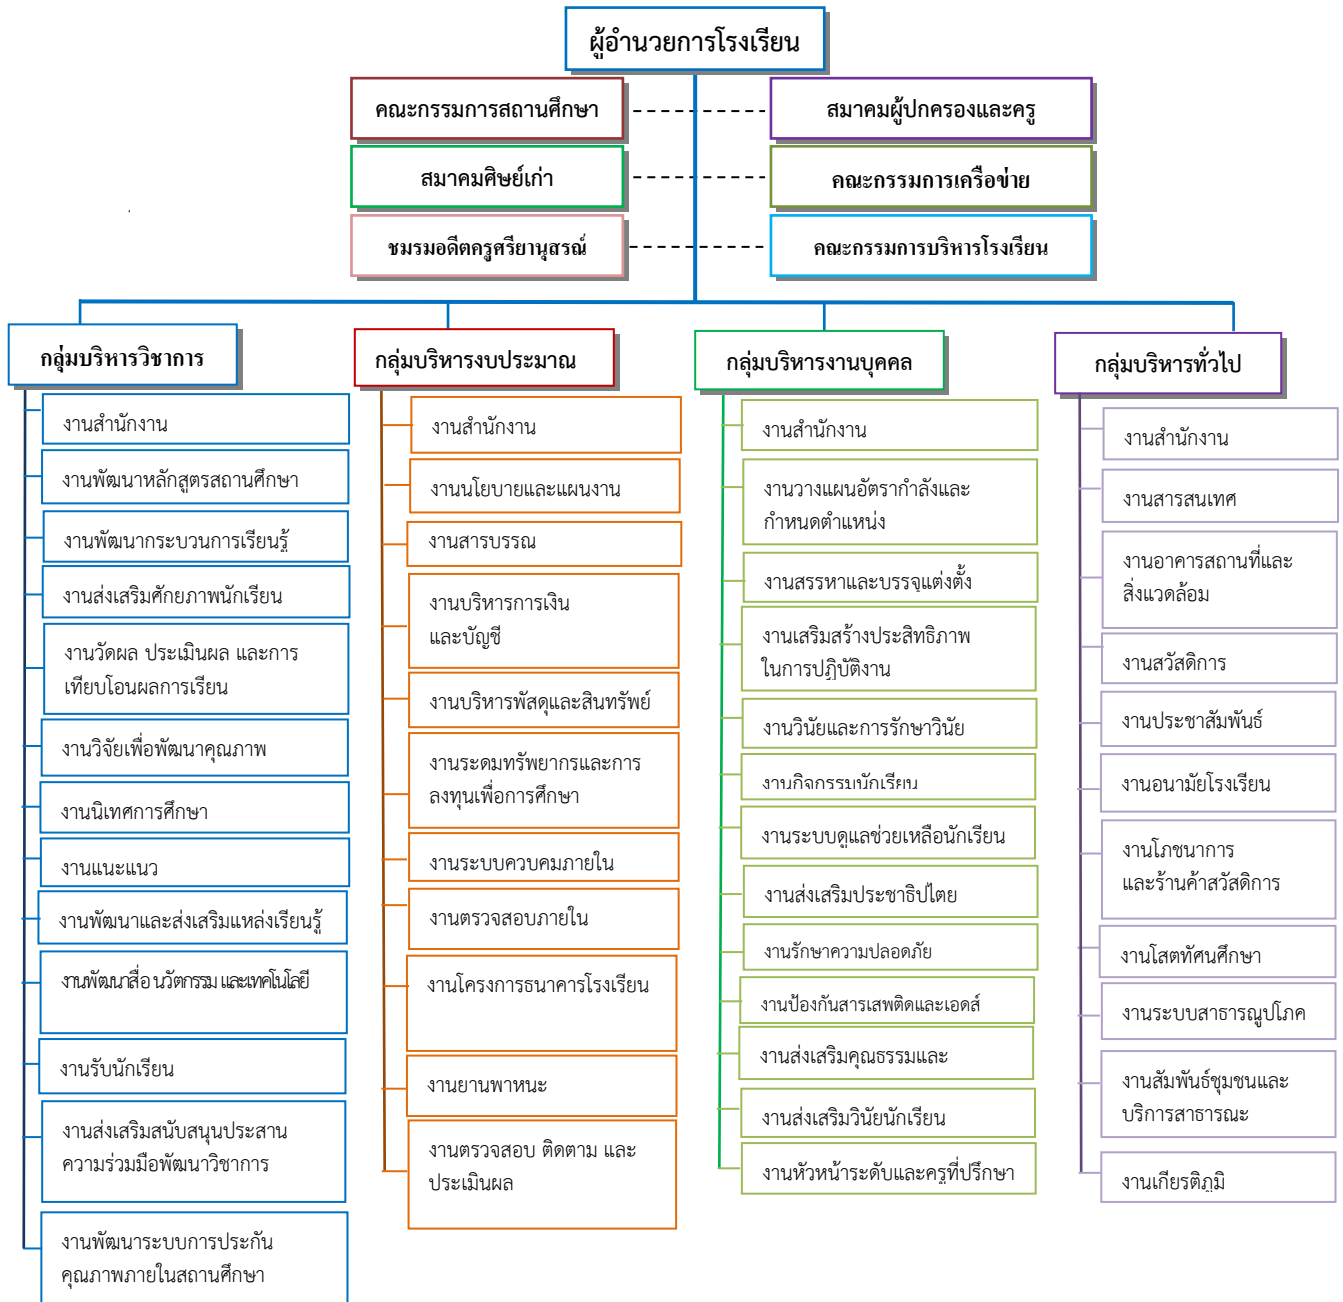 ผู้อำนวยการโรงเรียน
คณะกรรมการสถานศึกษา
สมาคมผู้ปกครองและครู
สมาคมศิษย์เก่า
คณะกรรมการเครือข่าย
ชมรมอดีตครูศรียานุสรณ์
คณะกรรมการบริหารโรงเรียน
กลุ่มบริหารวิชาการ
งานสำนักงาน
งานพัฒนาหลักสูตรสถานศึกษา
งานพัฒนากระบวนการเรียนรู้
งานส่งเสริมศักยภาพนักเรียน
งานวัดผล ประเมินผล และการ
เทียบโอนผลการเรียน
งานวิจัยเพื่อพัฒนาคุณภาพ
งานนิเทศการศึกษา
งานแนะแนว
งานพัฒนาและส่งเสริมแหล่งเรียนรู้
งานพัฒนาสื่อ นวัตกรรม และเทคโนโลยี
งานรับนักเรียน
งานส่งเสริมสนับสนุนประสาน
ความร่วมมือพัฒนาวิชาการ
งานพัฒนาระบบการประกัน
คุณภาพภายในสถานศึกษา
กลุ่มบริหารงบประมาณ
งานสำนักงาน
งานนโยบายและแผนงาน
งานสารบรรณ
งานบริหารการเงิน
และบัญชี
งานบริหารพัสดุและสินทรัพย์
งานระดมทรัพยากรและการ
ลงทุนเพื่อการศึกษา
งานระบบควบคมภายใน
งานตรวจสอบภายใน
งานโครงการธนาคารโรงเรียน
งานยานพาหนะ
งานตรวจสอบ ติดตาม และ
ประเมินผล
กลุ่มบริหารงานบุคคล
งานสำนักงาน
งานวางแผนอัตรากำลังและ
กำหนดตำแหน่ง
งานสรรหาและบรรจุแต่งตั้ง
งานเสริมสร้างประสิทธิภาพ
ในการปฏิบัติงาน
งานวินัยและการรักษาวินัย
งานกิจกรรมนักเรียน
งานระบบดูแลช่วยเหลือนักเรียน
งานส่งเสริมประชาธิปไตย
งานรักษาความปลอดภัย
งานป้องกันสารเสพติดและเอดส์
งานส่งเสริมคุณธรรมและ
งานส่งเสริมวินัยนักเรียน
งานหัวหน้าระดับและครูที่ปรึกษา
กลุ่มบริหารทั่วไป
งานสำนักงาน
งานสารสนเทศ
งานอาคารสถานที่และ
สิ่งแวดล้อม
งานสวัสดิการ
งานประชาสัมพันธ์
งานอนามัยโรงเรียน
งานโภชนาการ
และร้านค้าสวัสดิการ
งานโสตทัศนศึกษา
งานระบบสาธารณูปโภค
งานสัมพันธ์ชุมชนและ
บริการสาธารณะ
งานเกียรติภูมิ